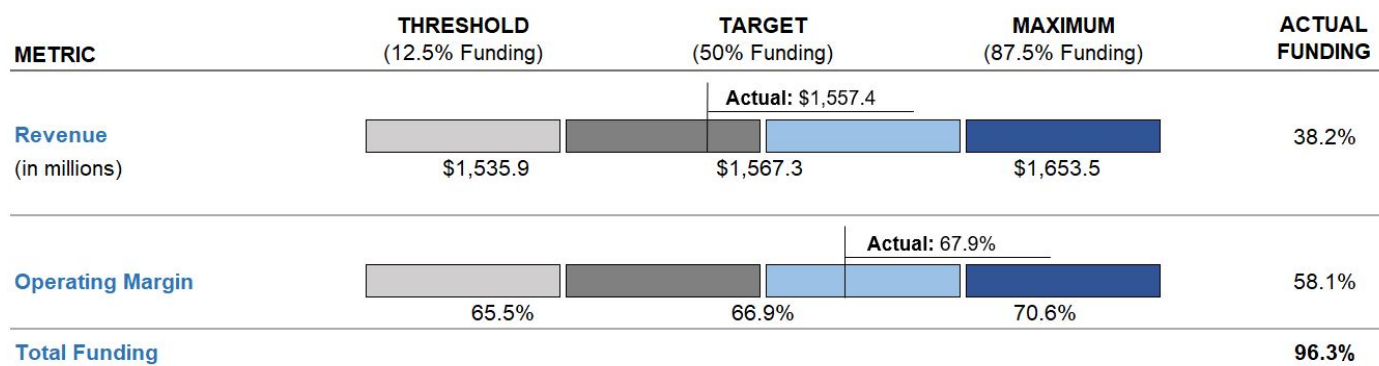 METRIC THRESHOLD (12.5% Funding) TARGET (50% Funding) MAXIMUM (87.5% Funding) ACTUAL FUNDING
Actual: $1,557.4
Revenue 38.2%
(in millions) $1,535.9 $1,567.3 $1,653.5
Actual: 67.9%
Operating Margin 58.1%
65.5% 66.9% 70.6%
Total Funding 96.3%